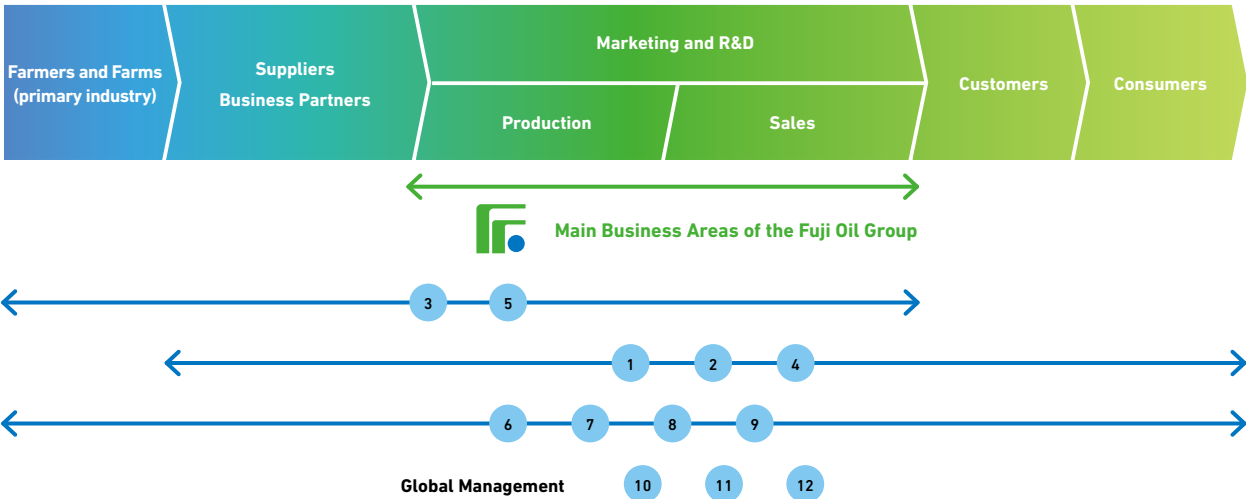 Farmers and Farms
(primary industry)
Suppliers
Business Partners
Marketing and R&D
Production
Sales
Customers
Consumers
Main Business Areas of the Fuji Oil Group
3
5
1
2
4
6
7
8
9
Global Management
10
11
12